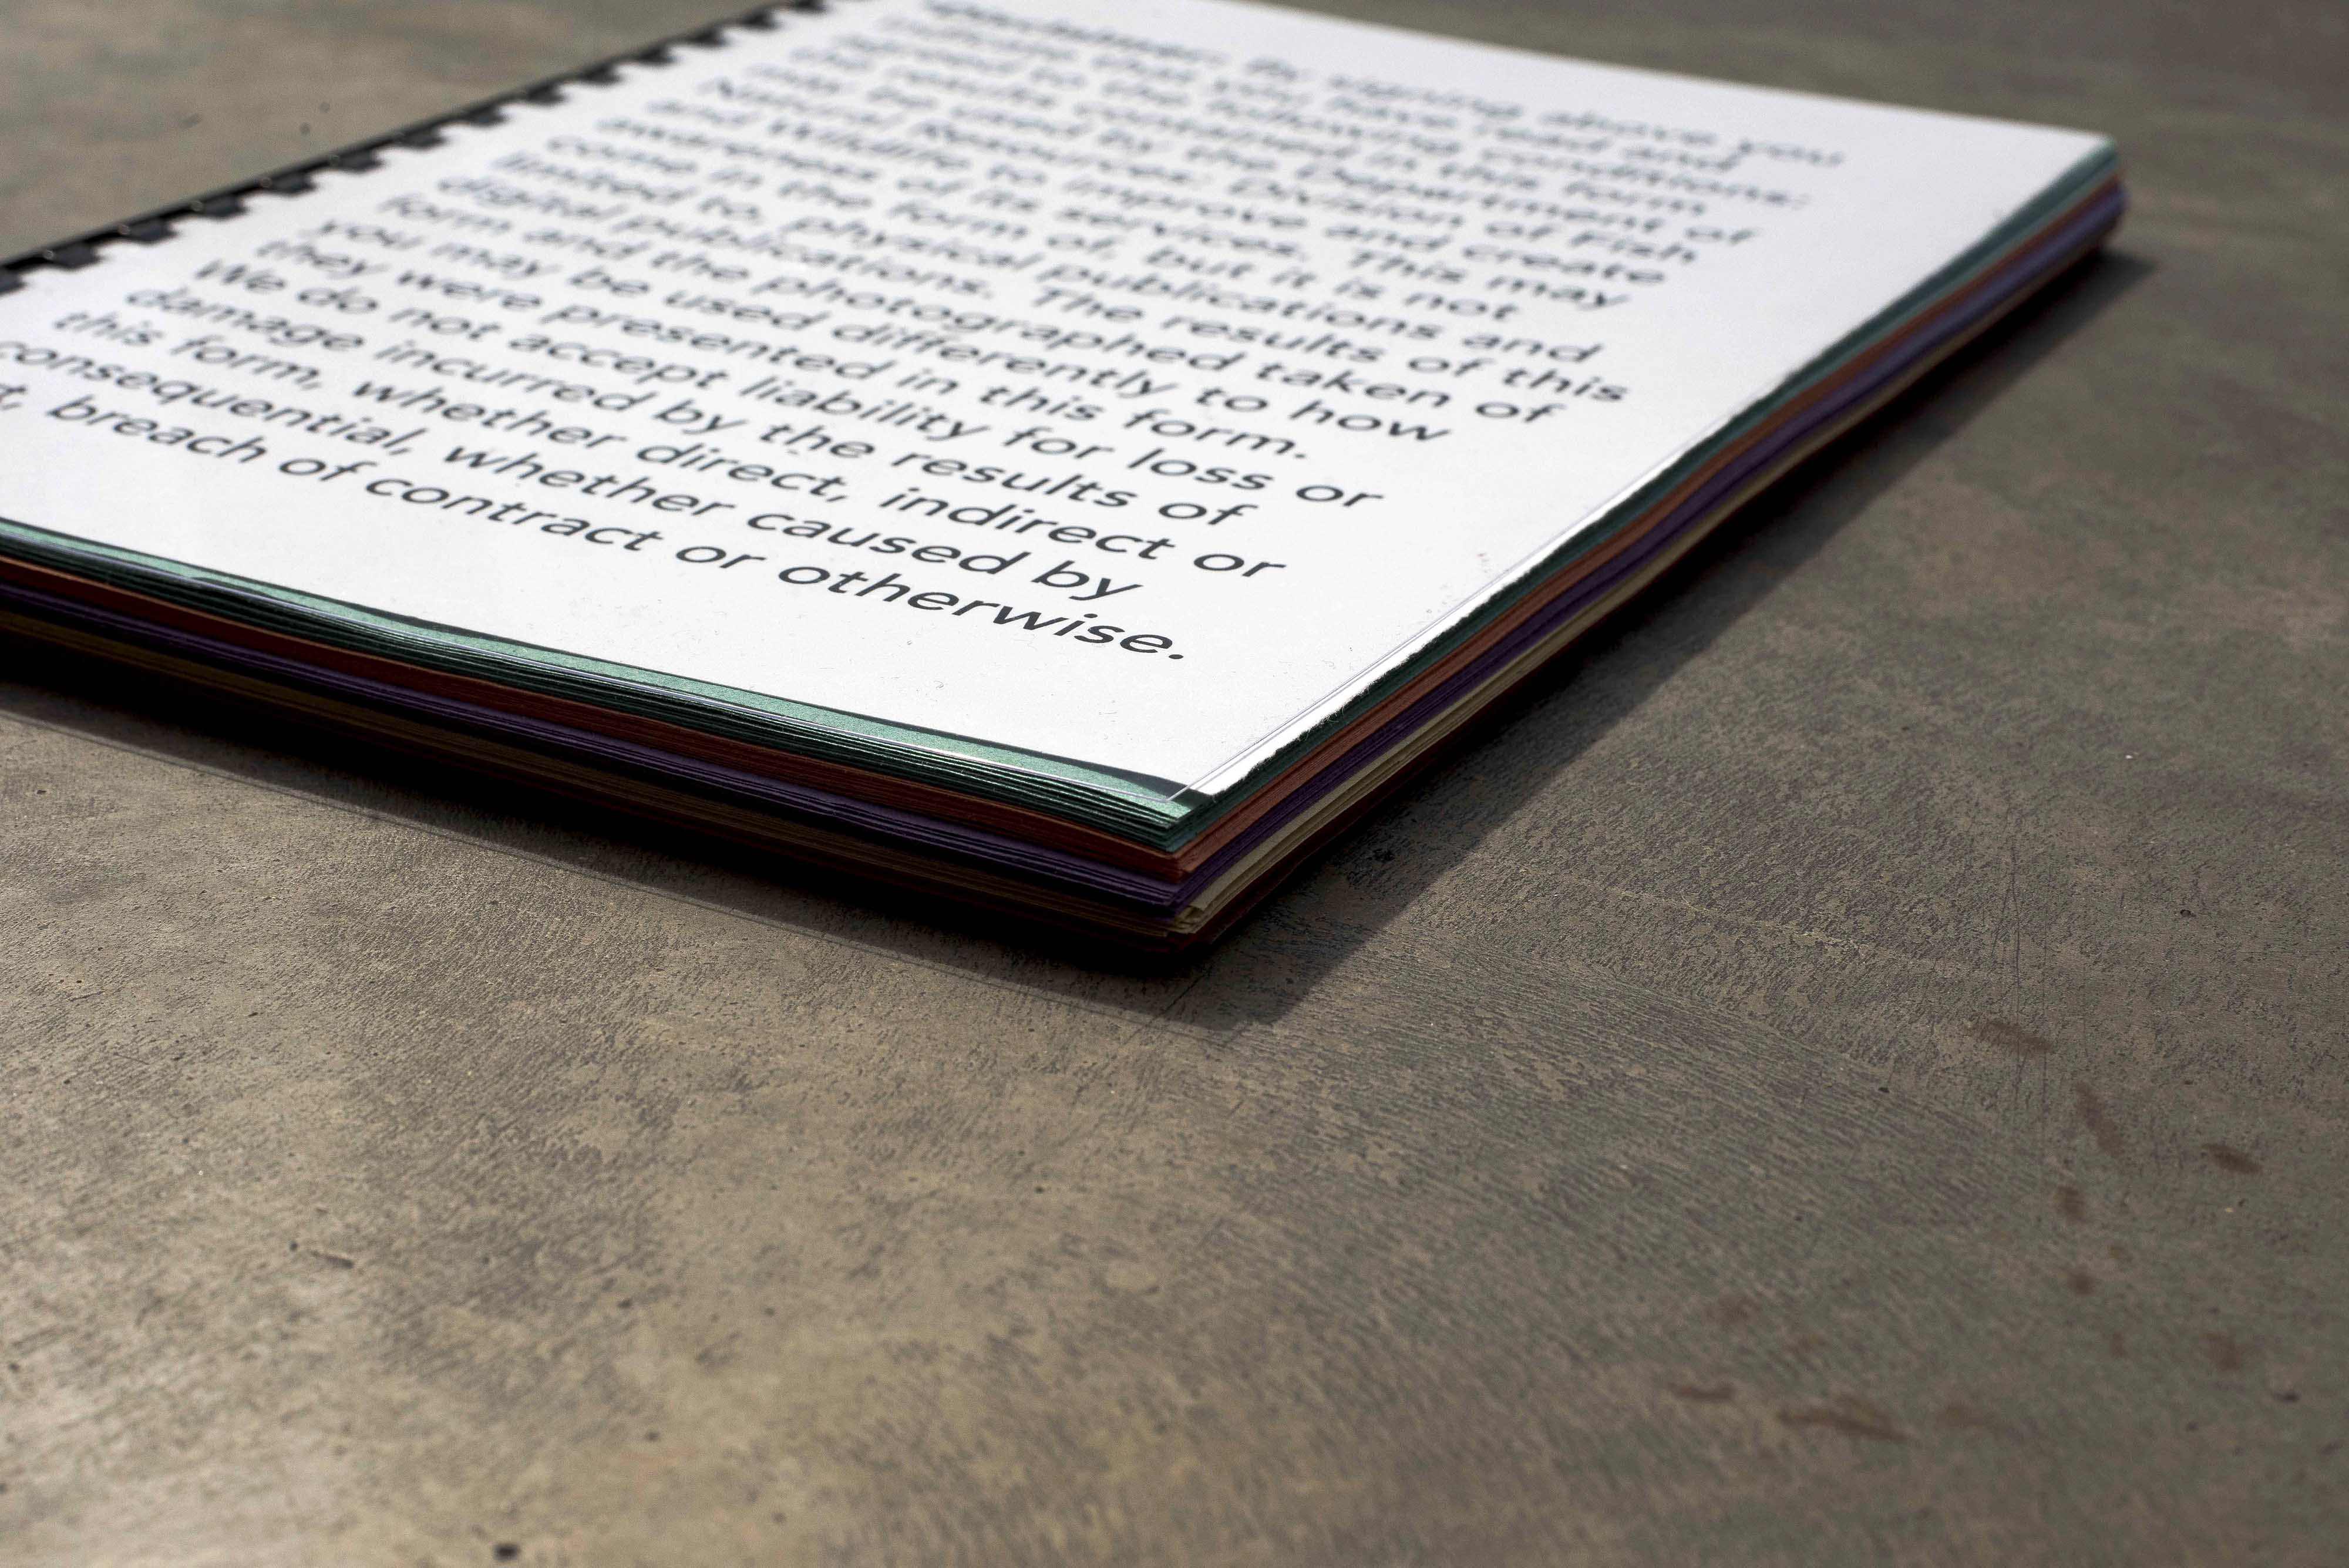 Disclaimer: By signing above you
confirm that you have read and
agree to the following conditions:
The results contained in this form
may be used by the Department of
Natural Resources: Division of Fish
and Wildlife to improve and create
awareness of its services. This may
come in the form of, but it is not
limited to, physical publications and
digital publications. The results of this
form and the photographed taken of
you may be used differently to how
they were presented in this form.
We do not accept liability for loss or
damage incurred by the results of
this form, whether direct, indirect or
consequential, whether caused by
breach of contract or otherwise.